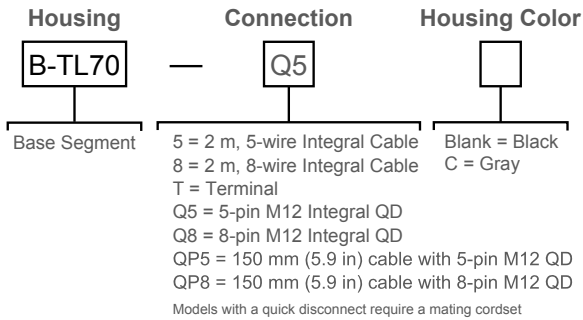 Housing Connection Housing Color
B-TL70 — Q5
Base Segment
5 = 2 m, 5-wire Integral Cable
8 = 2 m, 8-wire Integral Cable
T = Terminal
Q5 = 5-pin M12 Integral QD
Q8 = 8-pin M12 Integral QD
QP5 = 150 mm (5.9 in) cable with 5-pin M12 QD
QP8 = 150 mm (5.9 in) cable with 8-pin M12 QD
Models with a quick disconnect require a mating cordset
Blank = Black
C = Gray